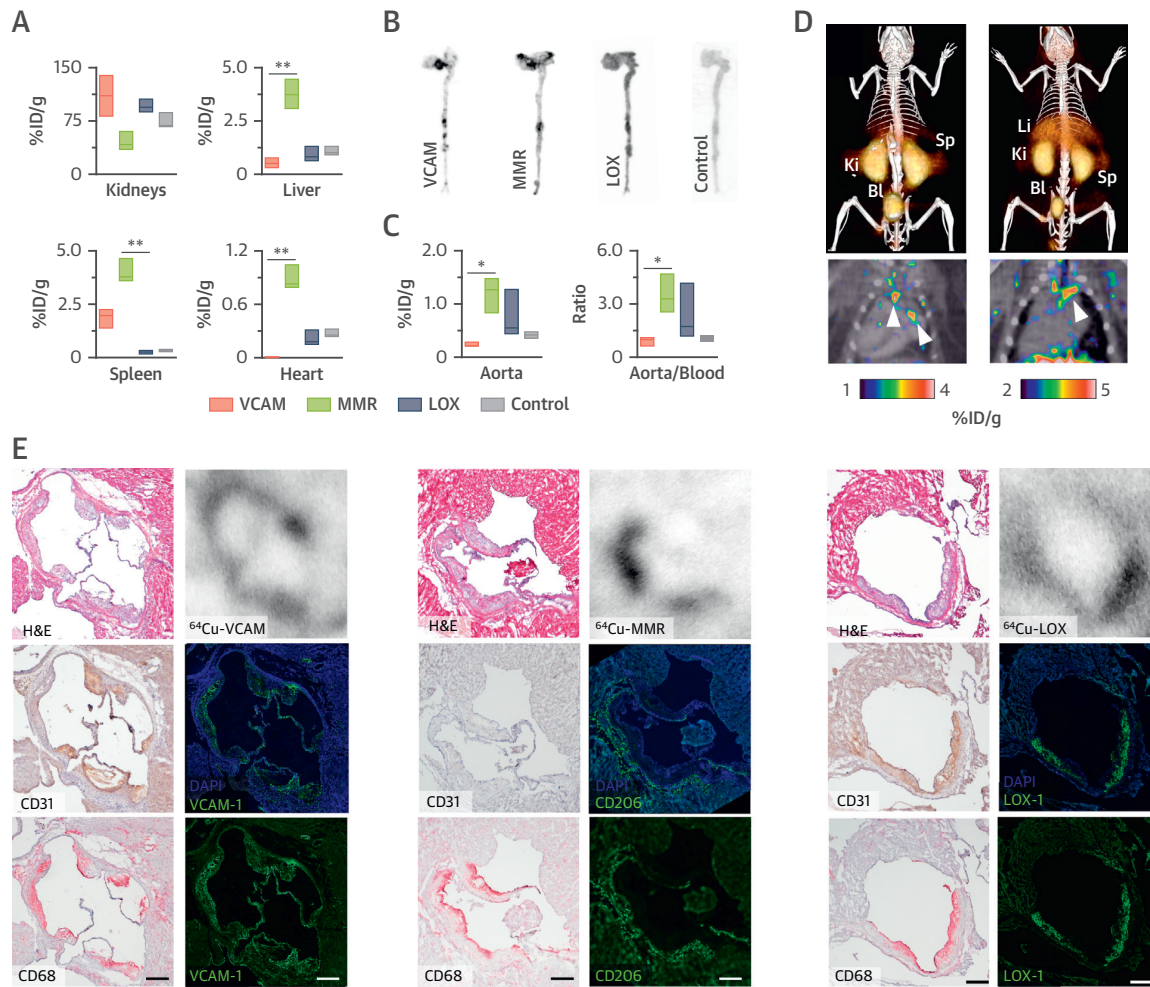 A
150
75
0
%ID/g
Kidneys
5.0
2.5
0
%ID/g
**
Liver
5.0
2.5
0
%ID/g
**
Spleen
1.2
0.6
0
%ID/g
**
Heart
B
VCAM
MMR
LOX
Control
C
2.0
1.0
0
%ID/g
*
Aorta
6.0
3.0
0
Ratio
*
Aorta/Blood
VCAM
MMR
LOX
Control
D
Ki
Sp
Bl
Li
Ki
Sp
Bl
1 4
2 5
%ID/g
E
H&E
64Cu-VCAM
H&E
64Cu-MMR
H&E
64Cu-LOX
CD31
DAPI
VCAM-1
CD31
DAPI
CD206
CD31
DAPI
LOX-1
CD68
VCAM-1
CD68
CD206
CD68
LOX-1